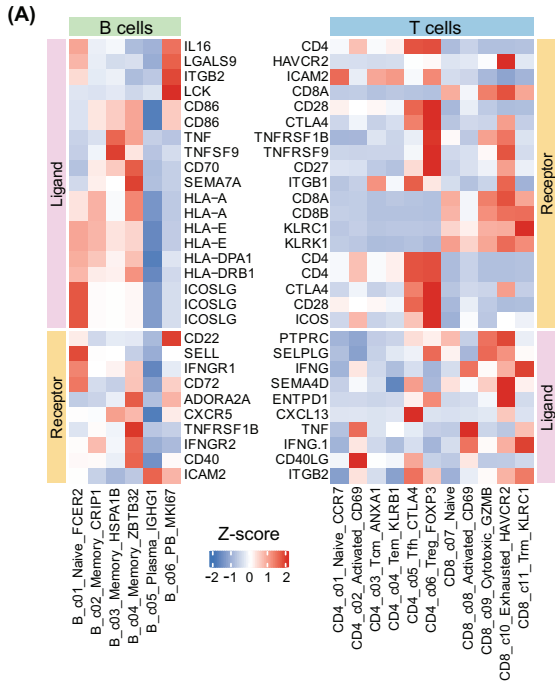 (A)
B cells
T cells
Ligand
IL16
LGALS9
ITGB2
LCK
CD86
CD86
TNF
TNFSF9
CD70
SEMA7A
HLA−A
HLA−A
HLA−E
HLA−E
HLA−DPA1
HLA−DRB1
ICOSLG
ICOSLG
ICOSLG
Receptor
CD22
SELL
IFNGR1
CD72
ADORA2A
CXCR5
TNFRSF1B
IFNGR2
CD40
ICAM2
CD4
HAVCR2
ICAM2
CD8A
CD28
CTLA4
TNFRSF1B
TNFRSF9
CD27
ITGB1
CD8A
CD8B
KLRC1
KLRK1
CD4
CD4
CTLA4
CD28
ICOS
Receptor
PTPRC
SELPLG
IFNG
SEMA4D
ENTPD1
CXCL13
TNF
IFNG.1
CD40LG
ITGB2
Ligand
B_c01_Naive_FCER2
B_c02_Memory_CRIP1
B_c03_Memory_HSPA1B
B_c04_Memory_ZBTB32
B_c05_Plasma_IGHG1
B_c06_PB_MKI67
Z-score
−2 −1 0 1 2
CD4_c01_Naive_CCR7
CD4_c02_Activated_CD69
CD4_c03_Tcm_ANXA1
CD4_c04_Tem_KLRB1
CD4_c05_Tfh_CTLA4
CD4_c06_Treg_FOXP3
CD8_c07_Naive
CD8_c08_Activated_CD69
CD8_c09_Cytotoxic_GZMB
CD8_c10_Exhausted_HAVCR2
CD8_c11_Trm_KLRC1